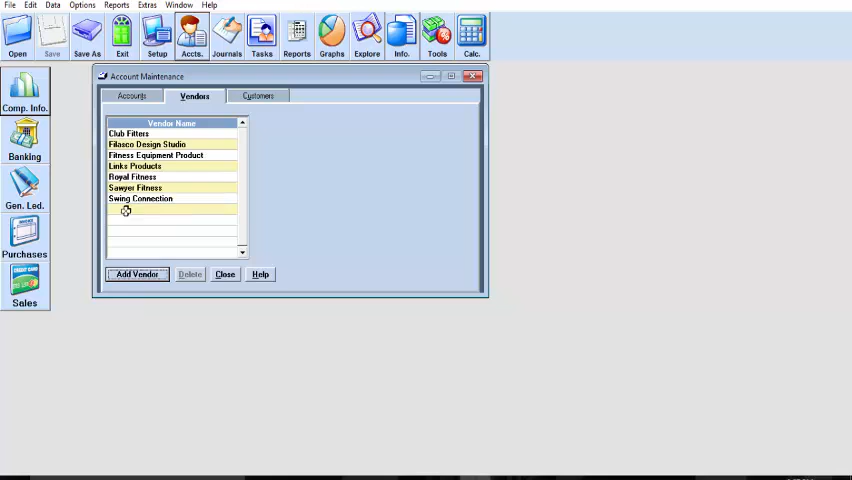 File Edit Data Options Reports Extras Window Help
Open Save Save As Exit Setup Accts. Journals Tasks Reports Graphs Explore Info. Tools Calc.
Comp. Info.
Banking
Gen. Led.
Purchases
Sales
Account Maintenance
Accounts Vendors Customers
Vendor Name
Club Fitters
Filasco Design Studio
Fitness Equipment Product
Links Products
Royal Fitness
Sawyer Fitness
Swing Connection
Add Vendor Delete Close Help